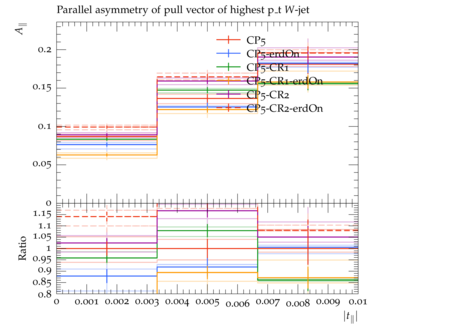 Parallel asymmetry of pull vector of highest p_t W-jet
A∥
0.2
0.15
0.1
0.05
0
CP5
CP5-erdOn
CP5-CR1
CP5-CR1-erdOn
CP5-CR2
CP5-CR2-erdOn
Ratio
1.15
1.1
1.05
1
0.95
0.9
0.85
0.8
0 0.001 0.002 0.003 0.004 0.005 0.006 0.007 0.008 0.009 0.01
|t∥|